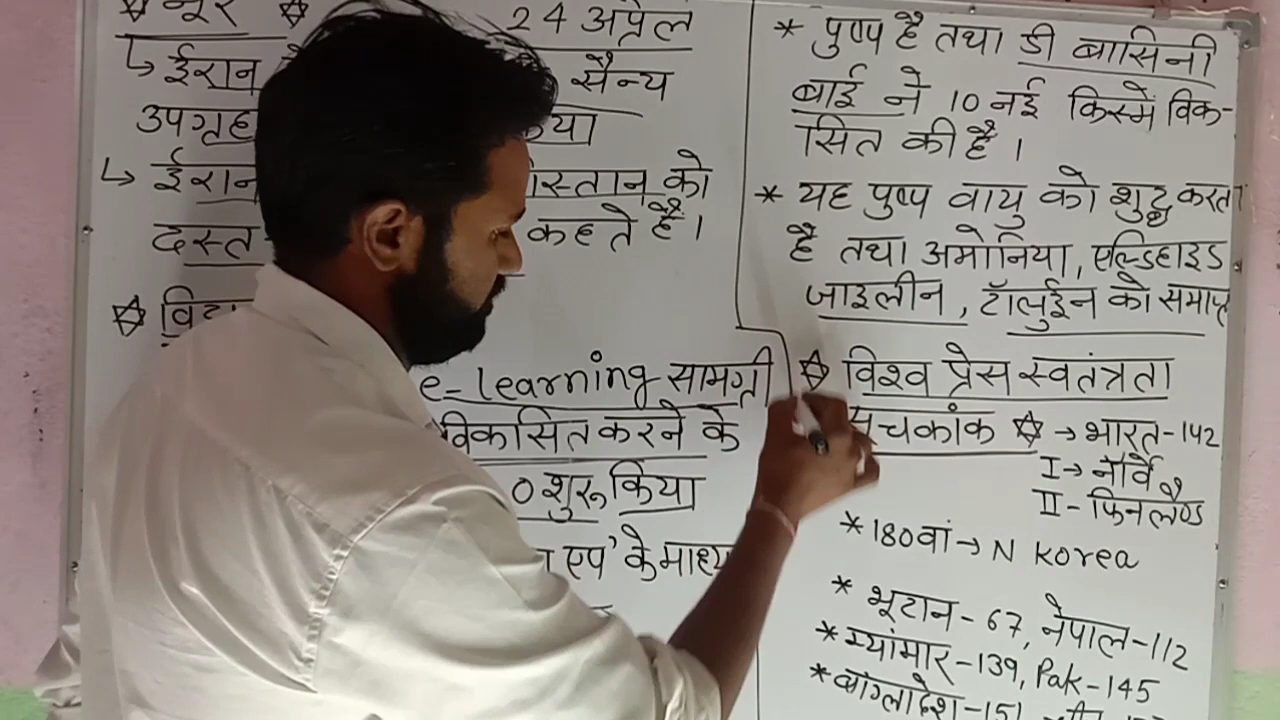 नूर
24 अप्रैल
↳ ईरान
सैन्य
उपगृह
↳ ईरान
को
दस्त
कहते हैं।
e-learning सामग्री
विकसित करने के
0 शुरू किया
एप' के माध्य
* पुष्प है तथा डी बासिनी
बाई ने 10 नई किस्में विक-
सित की है।
* यह पुष्प वायु को शुद्ध करता
है तथा अमोनिया, एल्डिहाइड
जाइलीन, टॉलुईन को समाप्त
✡ विश्व प्रेस स्वतंत्रता
सूचकांक ✡ → भारत-142
I → नॉर्वे
II - फिनलैण्ड
* 180वां → N Korea
* भूटान - 67, नेपाल-112
* म्यांमार -139, Pak-145
* बांग्लादेश-151